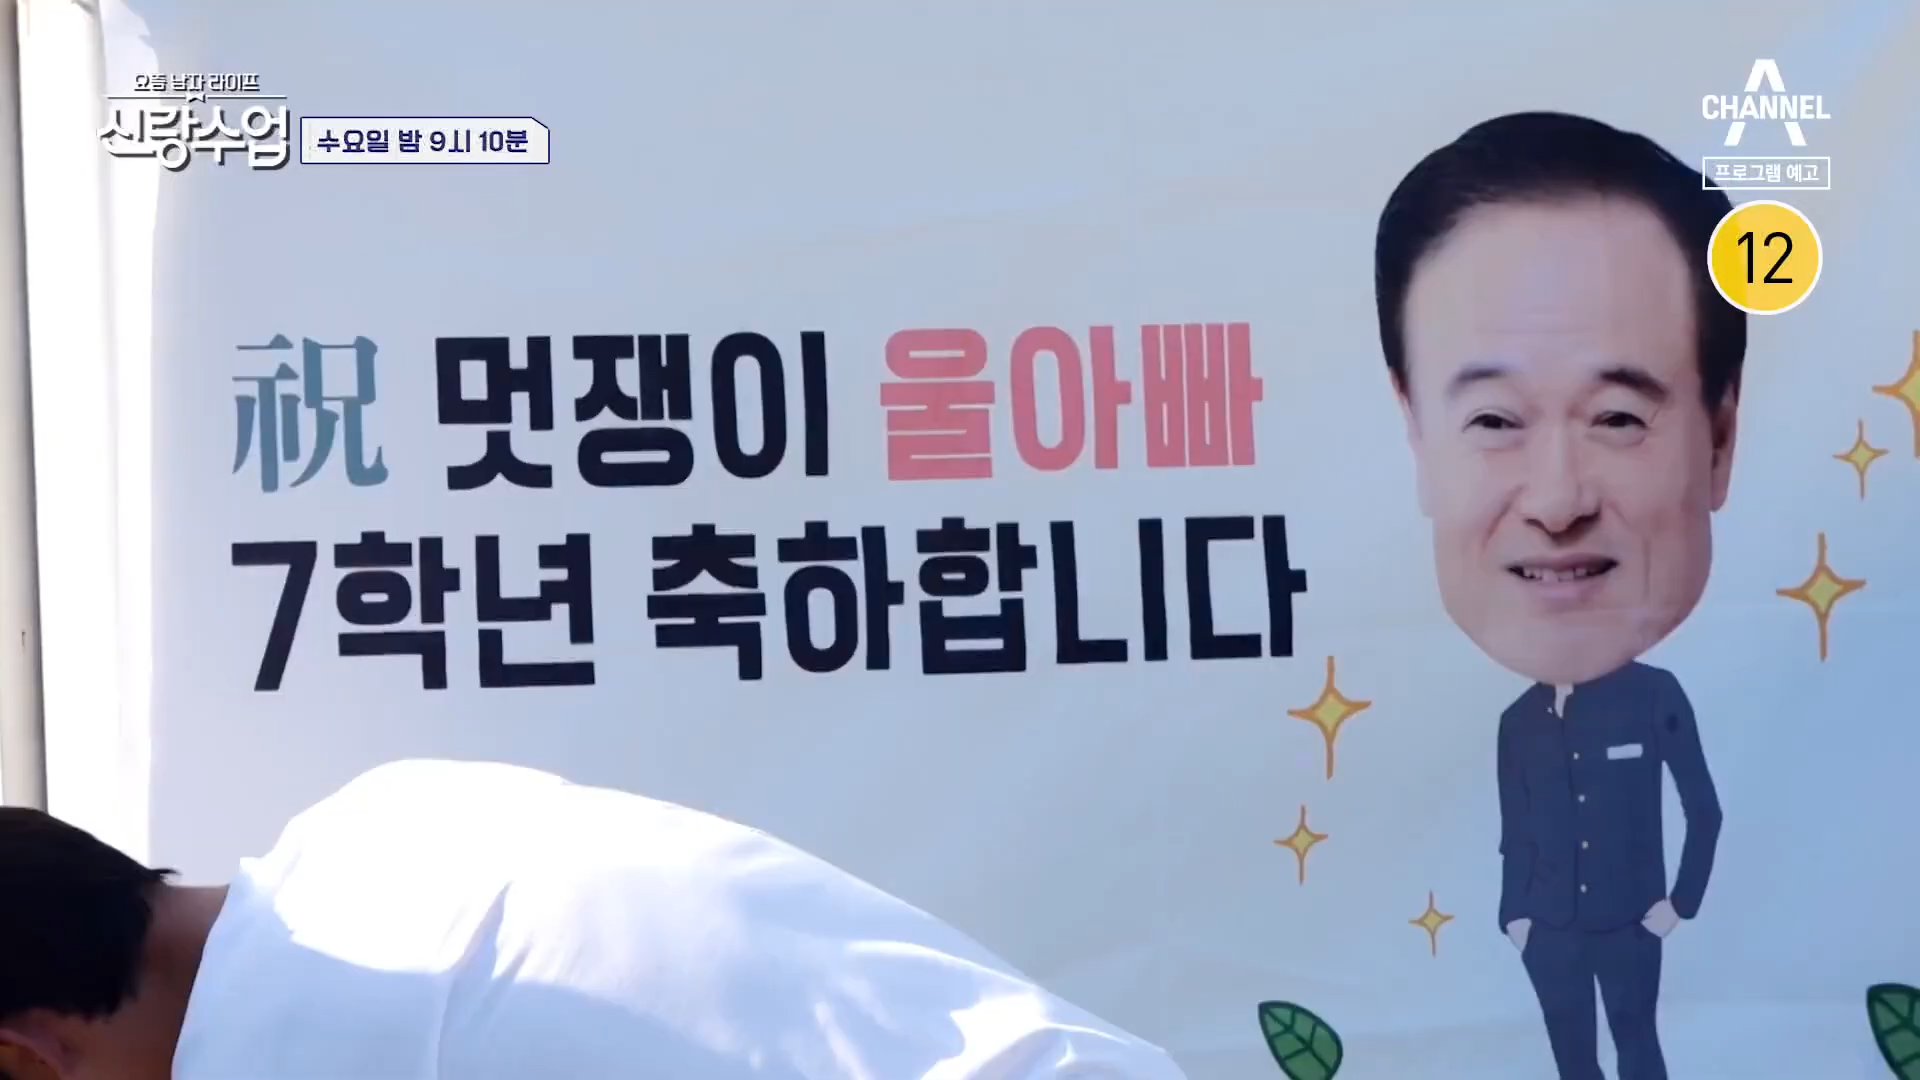 요즘 남자 라이프
신랑수업
수요일 밤 9시 10분
CHANNEL A
프로그램 예고
12
祝 멋쟁이 울아빠
7학년 축하합니다